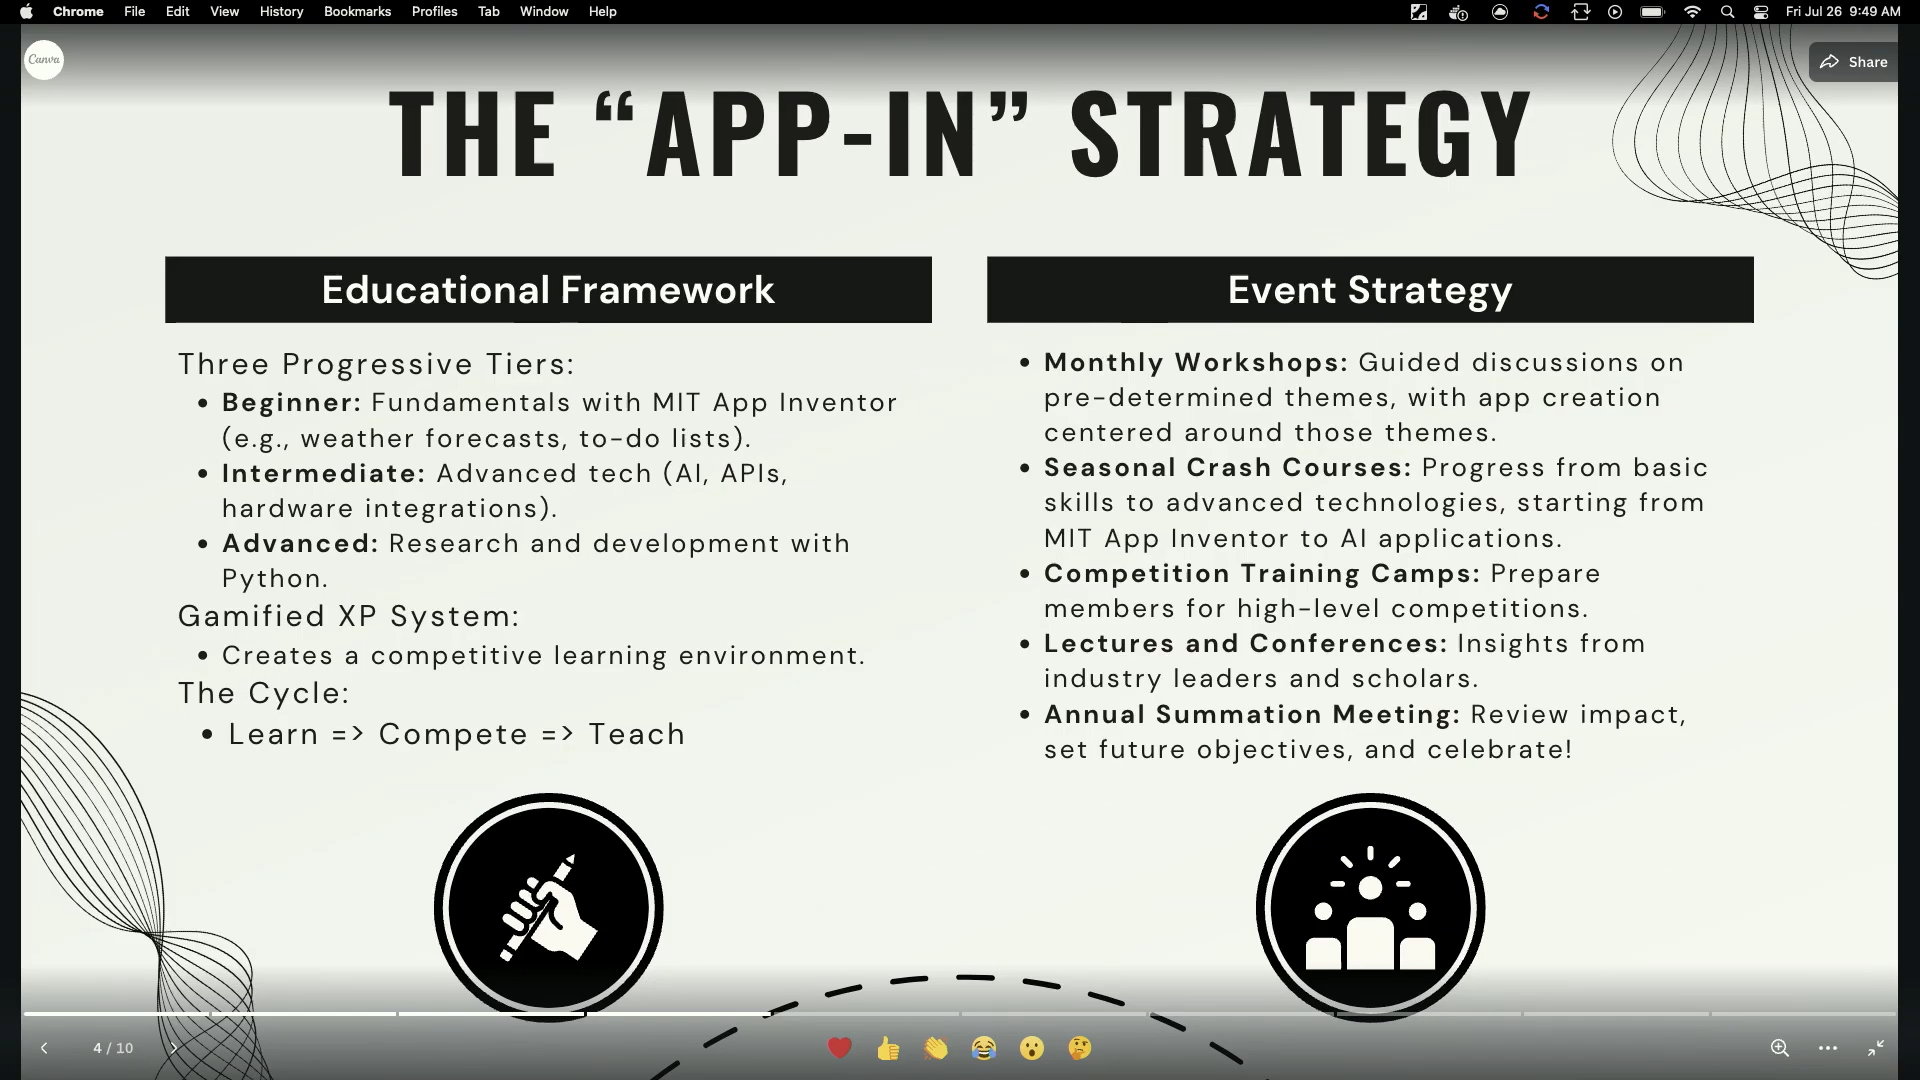 Chrome File Edit View History Bookmarks Profiles Tab Window Help Fri Jul 26 9:49 AM
Canva
Share
THE “APP-IN” STRATEGY
Educational Framework
Three Progressive Tiers:
• Beginner: Fundamentals with MIT App Inventor
(e.g., weather forecasts, to-do lists).
• Intermediate: Advanced tech (AI, APIs,
hardware integrations).
• Advanced: Research and development with
Python.
Gamified XP System:
• Creates a competitive learning environment.
The Cycle:
• Learn => Compete => Teach
Event Strategy
• Monthly Workshops: Guided discussions on
pre-determined themes, with app creation
centered around those themes.
• Seasonal Crash Courses: Progress from basic
skills to advanced technologies, starting from
MIT App Inventor to AI applications.
• Competition Training Camps: Prepare
members for high-level competitions.
• Lectures and Conferences: Insights from
industry leaders and scholars.
• Annual Summation Meeting: Review impact,
set future objectives, and celebrate!
4 / 10